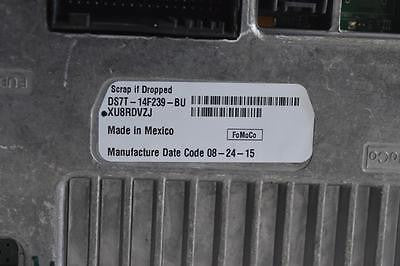 Scrap if Dropped
DS7T-14F239-BU
XU8RDVZJ
Made in Mexico
FoMoCo
Manufacture Date Code 08-24-15